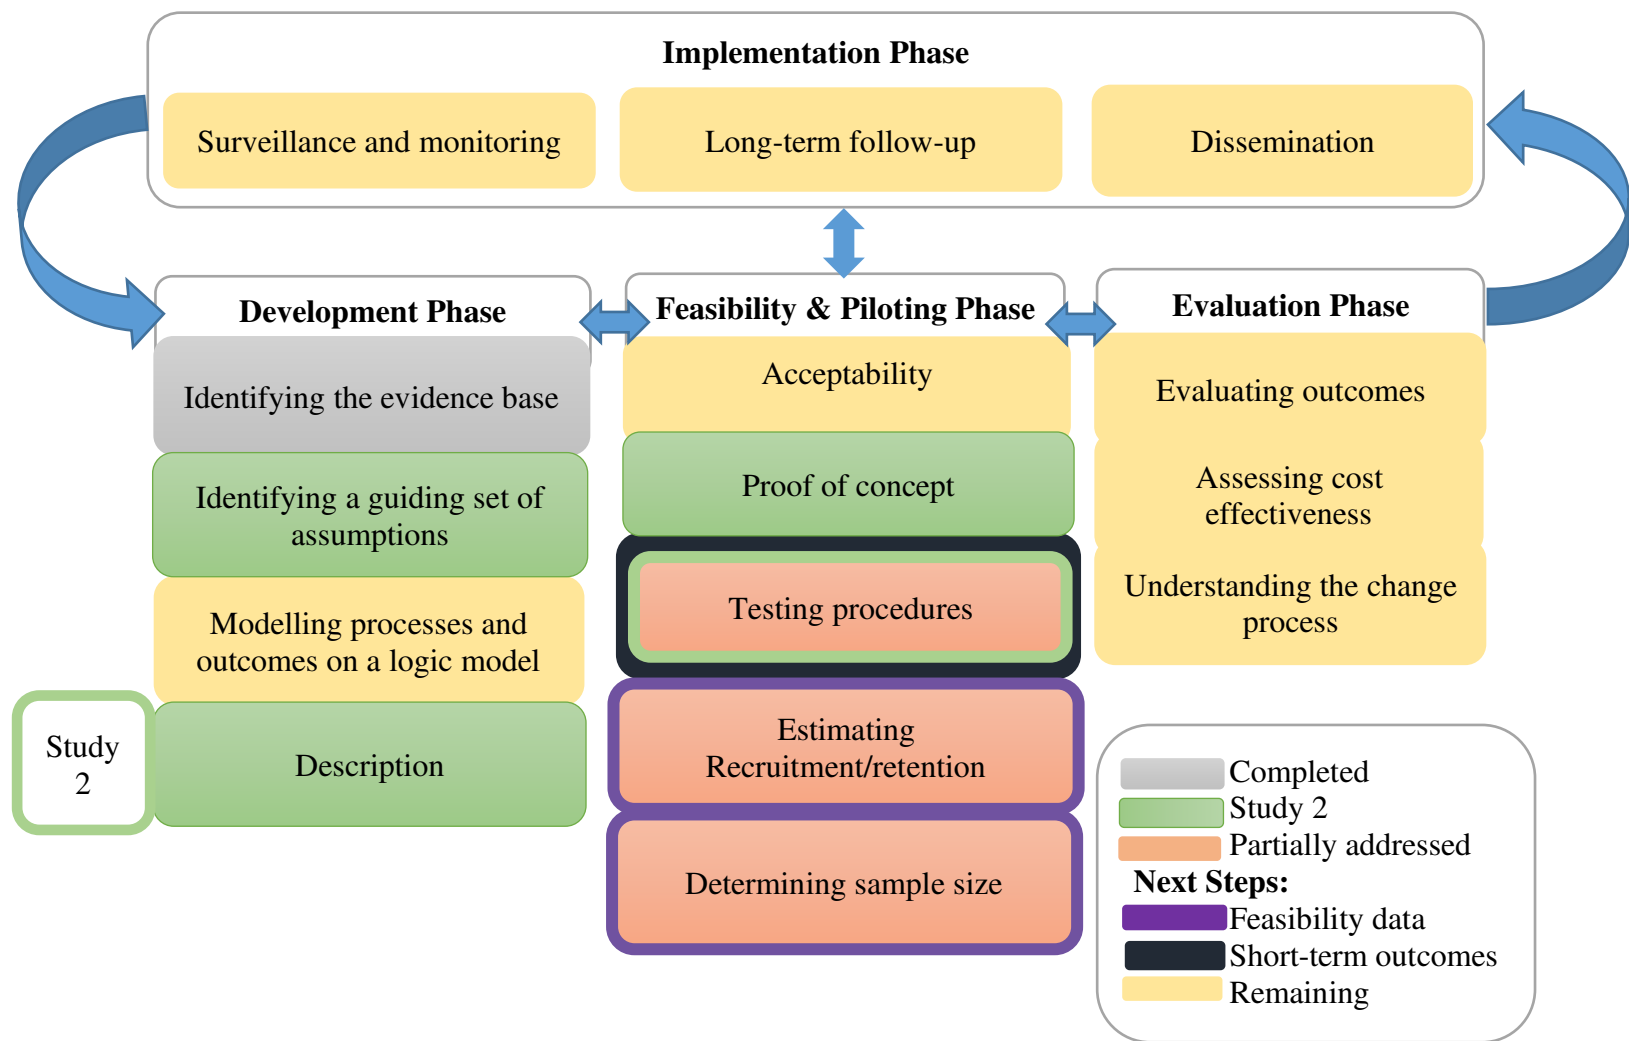 Implementation Phase
Surveillance and monitoring
Long-term follow-up
Dissemination
Development Phase
Identifying the evidence base
Identifying a guiding set of
assumptions
Modelling processes and
outcomes on a logic model
Description
Study
2
Feasibility & Piloting Phase
Acceptability
Proof of concept
Testing procedures
Estimating
Recruitment/retention
Determining sample size
Evaluation Phase
Evaluating outcomes
Assessing cost
effectiveness
Understanding the change
process
Completed
Study 2
Partially addressed
Next Steps:
Feasibility data
Short-term outcomes
Remaining